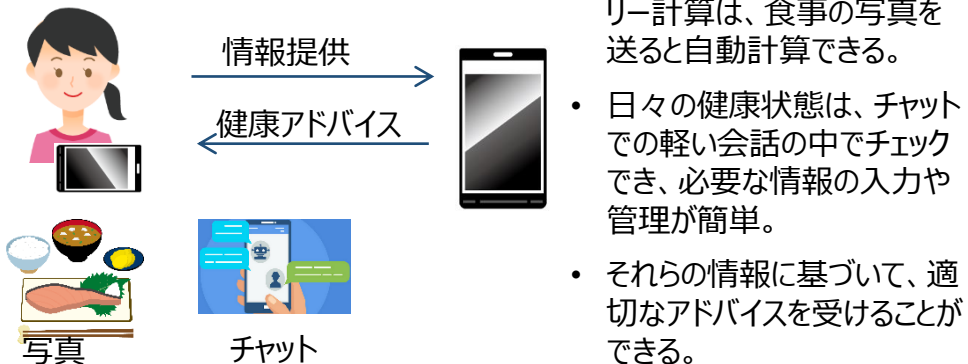 情報提供
健康アドバイス
写真
チャット
リー計算は、食事の写真を
送ると自動計算できる。
• 日々の健康状態は、チャット
での軽い会話の中でチェック
でき、必要な情報の入力や
管理が簡単。
• それらの情報に基づいて、適
切なアドバイスを受けることが
できる。